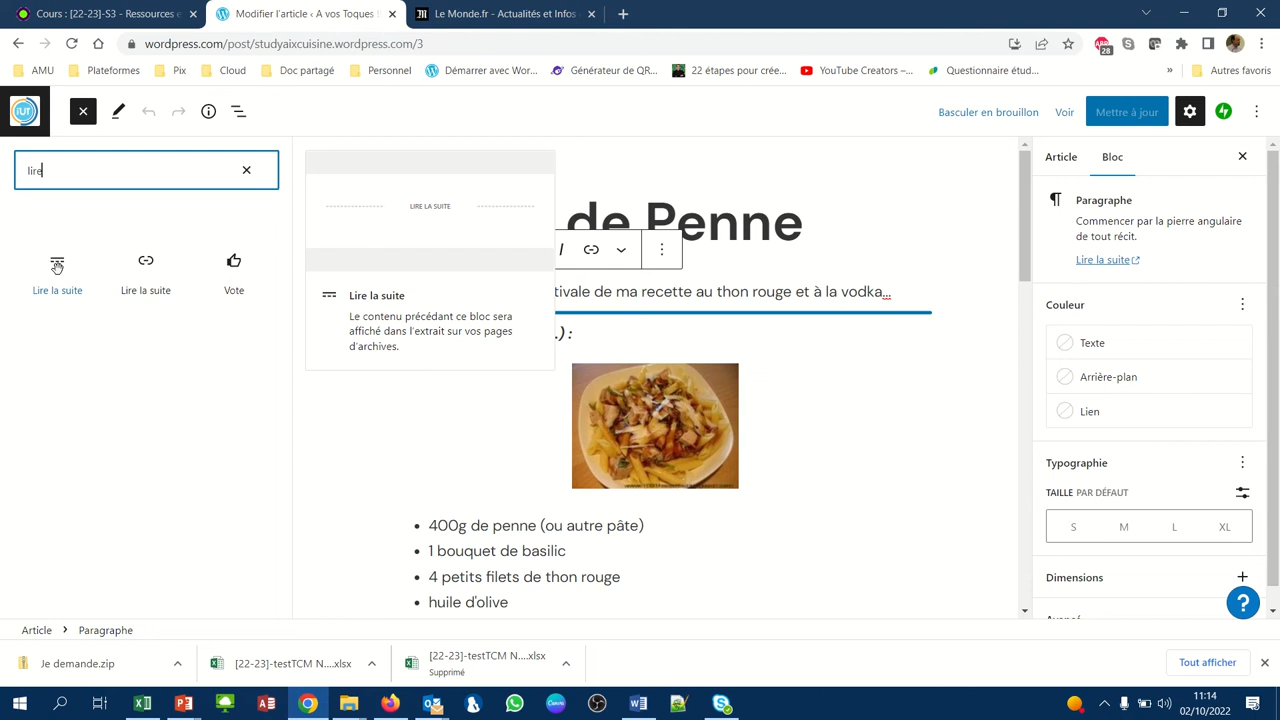 Cours : [22-23]-S3 - Ressources e
Modifier l'article ‹ A vos Toques !
Le Monde.fr - Actualités et Infos
wordpress.com/post/studyaixcuisine.wordpress.com/3
28
AMU
Plateformes
Pix
Cloud
Doc partagé
Personnel
Démarrer avec Wor...
Générateur de QR...
22 étapes pour crée...
YouTube Creators –...
Questionnaire étud...
»
Autres favoris
iUT
Basculer en brouillon
Voir
Mettre à jour
lire
Lire la suite
Lire la suite
Vote
LIRE LA SUITE
Lire la suite
Le contenu précédant ce bloc sera
affiché dans l'extrait sur vos pages
d'archives.
de Penne
I
tivale de ma recette au thon rouge et à la vodka...
.) :
400g de penne (ou autre pâte)
1 bouquet de basilic
4 petits filets de thon rouge
huile d'olive
Article
Bloc
Paragraphe
Commencer par la pierre angulaire
de tout récit.
Lire la suite
Couleur
Texte
Arrière-plan
Lien
Typographie
TAILLE PAR DÉFAUT
S M L XL
Dimensions
?
Article
Paragraphe
Je demande.zip
[22-23]-testTCM N....xlsx
[22-23]-testTCM N....xlsx
Supprimé
Tout afficher
11:14
02/10/2022